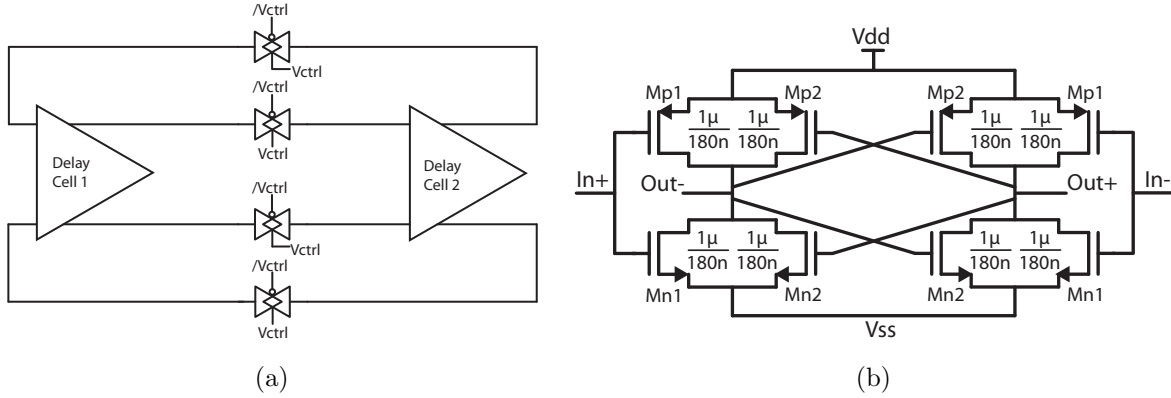 /Vctrl
Vctrl
/Vctrl
Vctrl
Delay
Cell 1
Delay
Cell 2
/Vctrl
Vctrl
/Vctrl
Vctrl
(a)
Vdd
Mp1 Mp2 Mp2 Mp1
1μ 1μ 1μ 1μ
180n 180n 180n 180n
In+ Out- Out+ In-
1μ 1μ 1μ 1μ
180n 180n 180n 180n
Mn1 Mn2 Mn2 Mn1
Vss
(b)